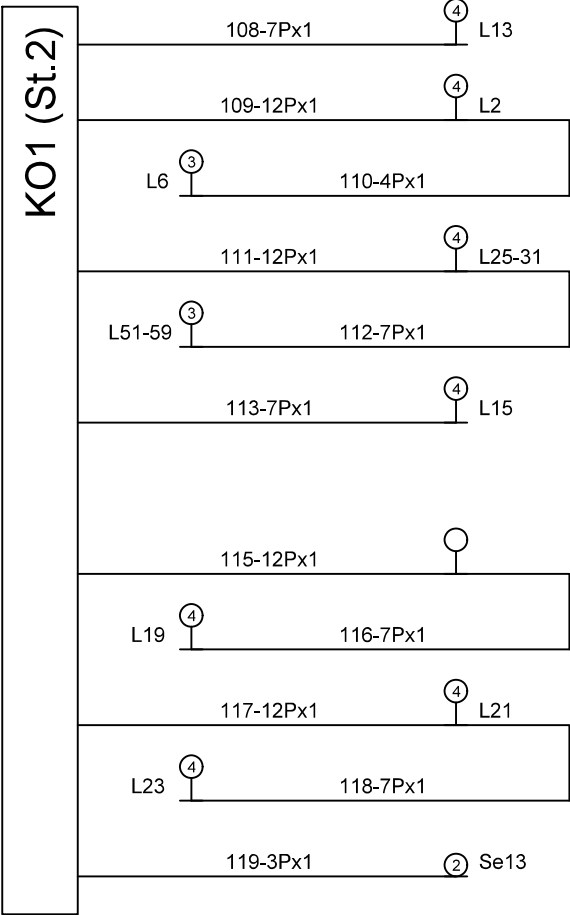 KO1 (St.2)
108-7Px1 4 L13
109-12Px1 4 L2
L6 3 110-4Px1
111-12Px1 4 L25-31
L51-59 3 112-7Px1
113-7Px1 4 L15
115-12Px1
L19 4 116-7Px1
117-12Px1 4 L21
L23 4 118-7Px1
119-3Px1 2 Se13